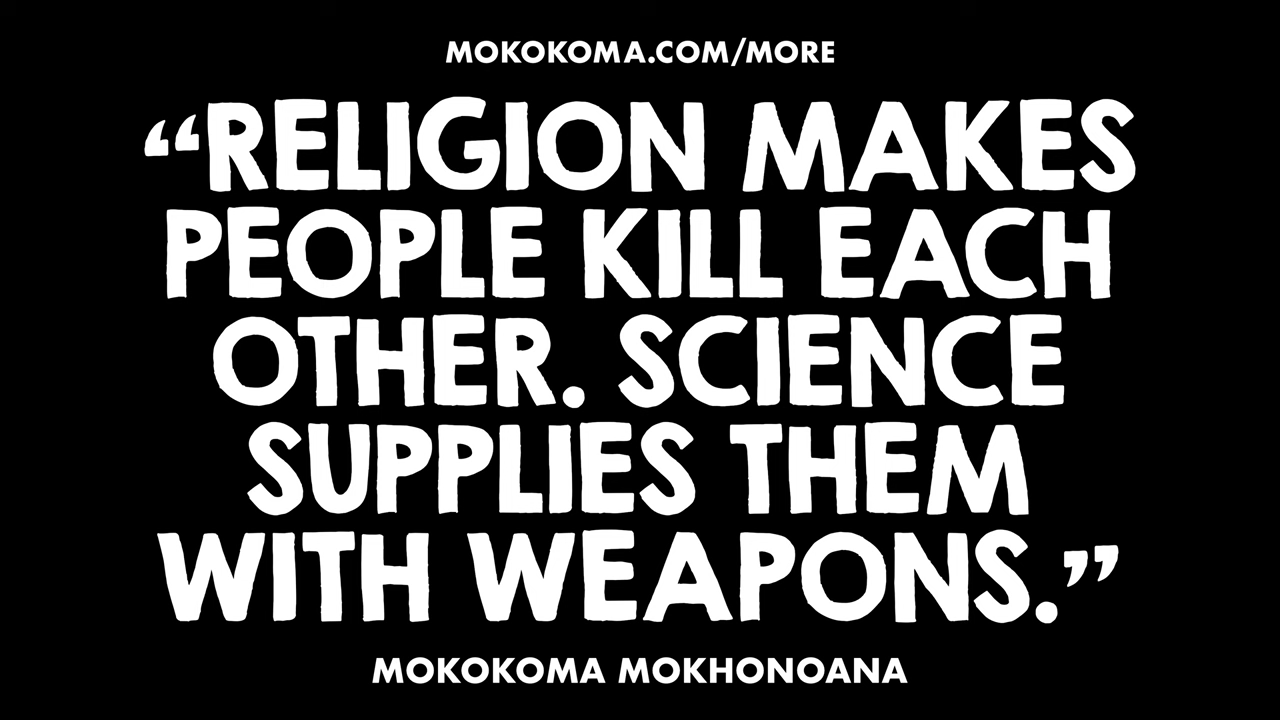 MOKOKOMA.COM/MORE
“RELIGION MAKES
PEOPLE KILL EACH
OTHER. SCIENCE
SUPPLIES THEM
WITH WEAPONS.”
MOKOKOMA MOKHONOANA